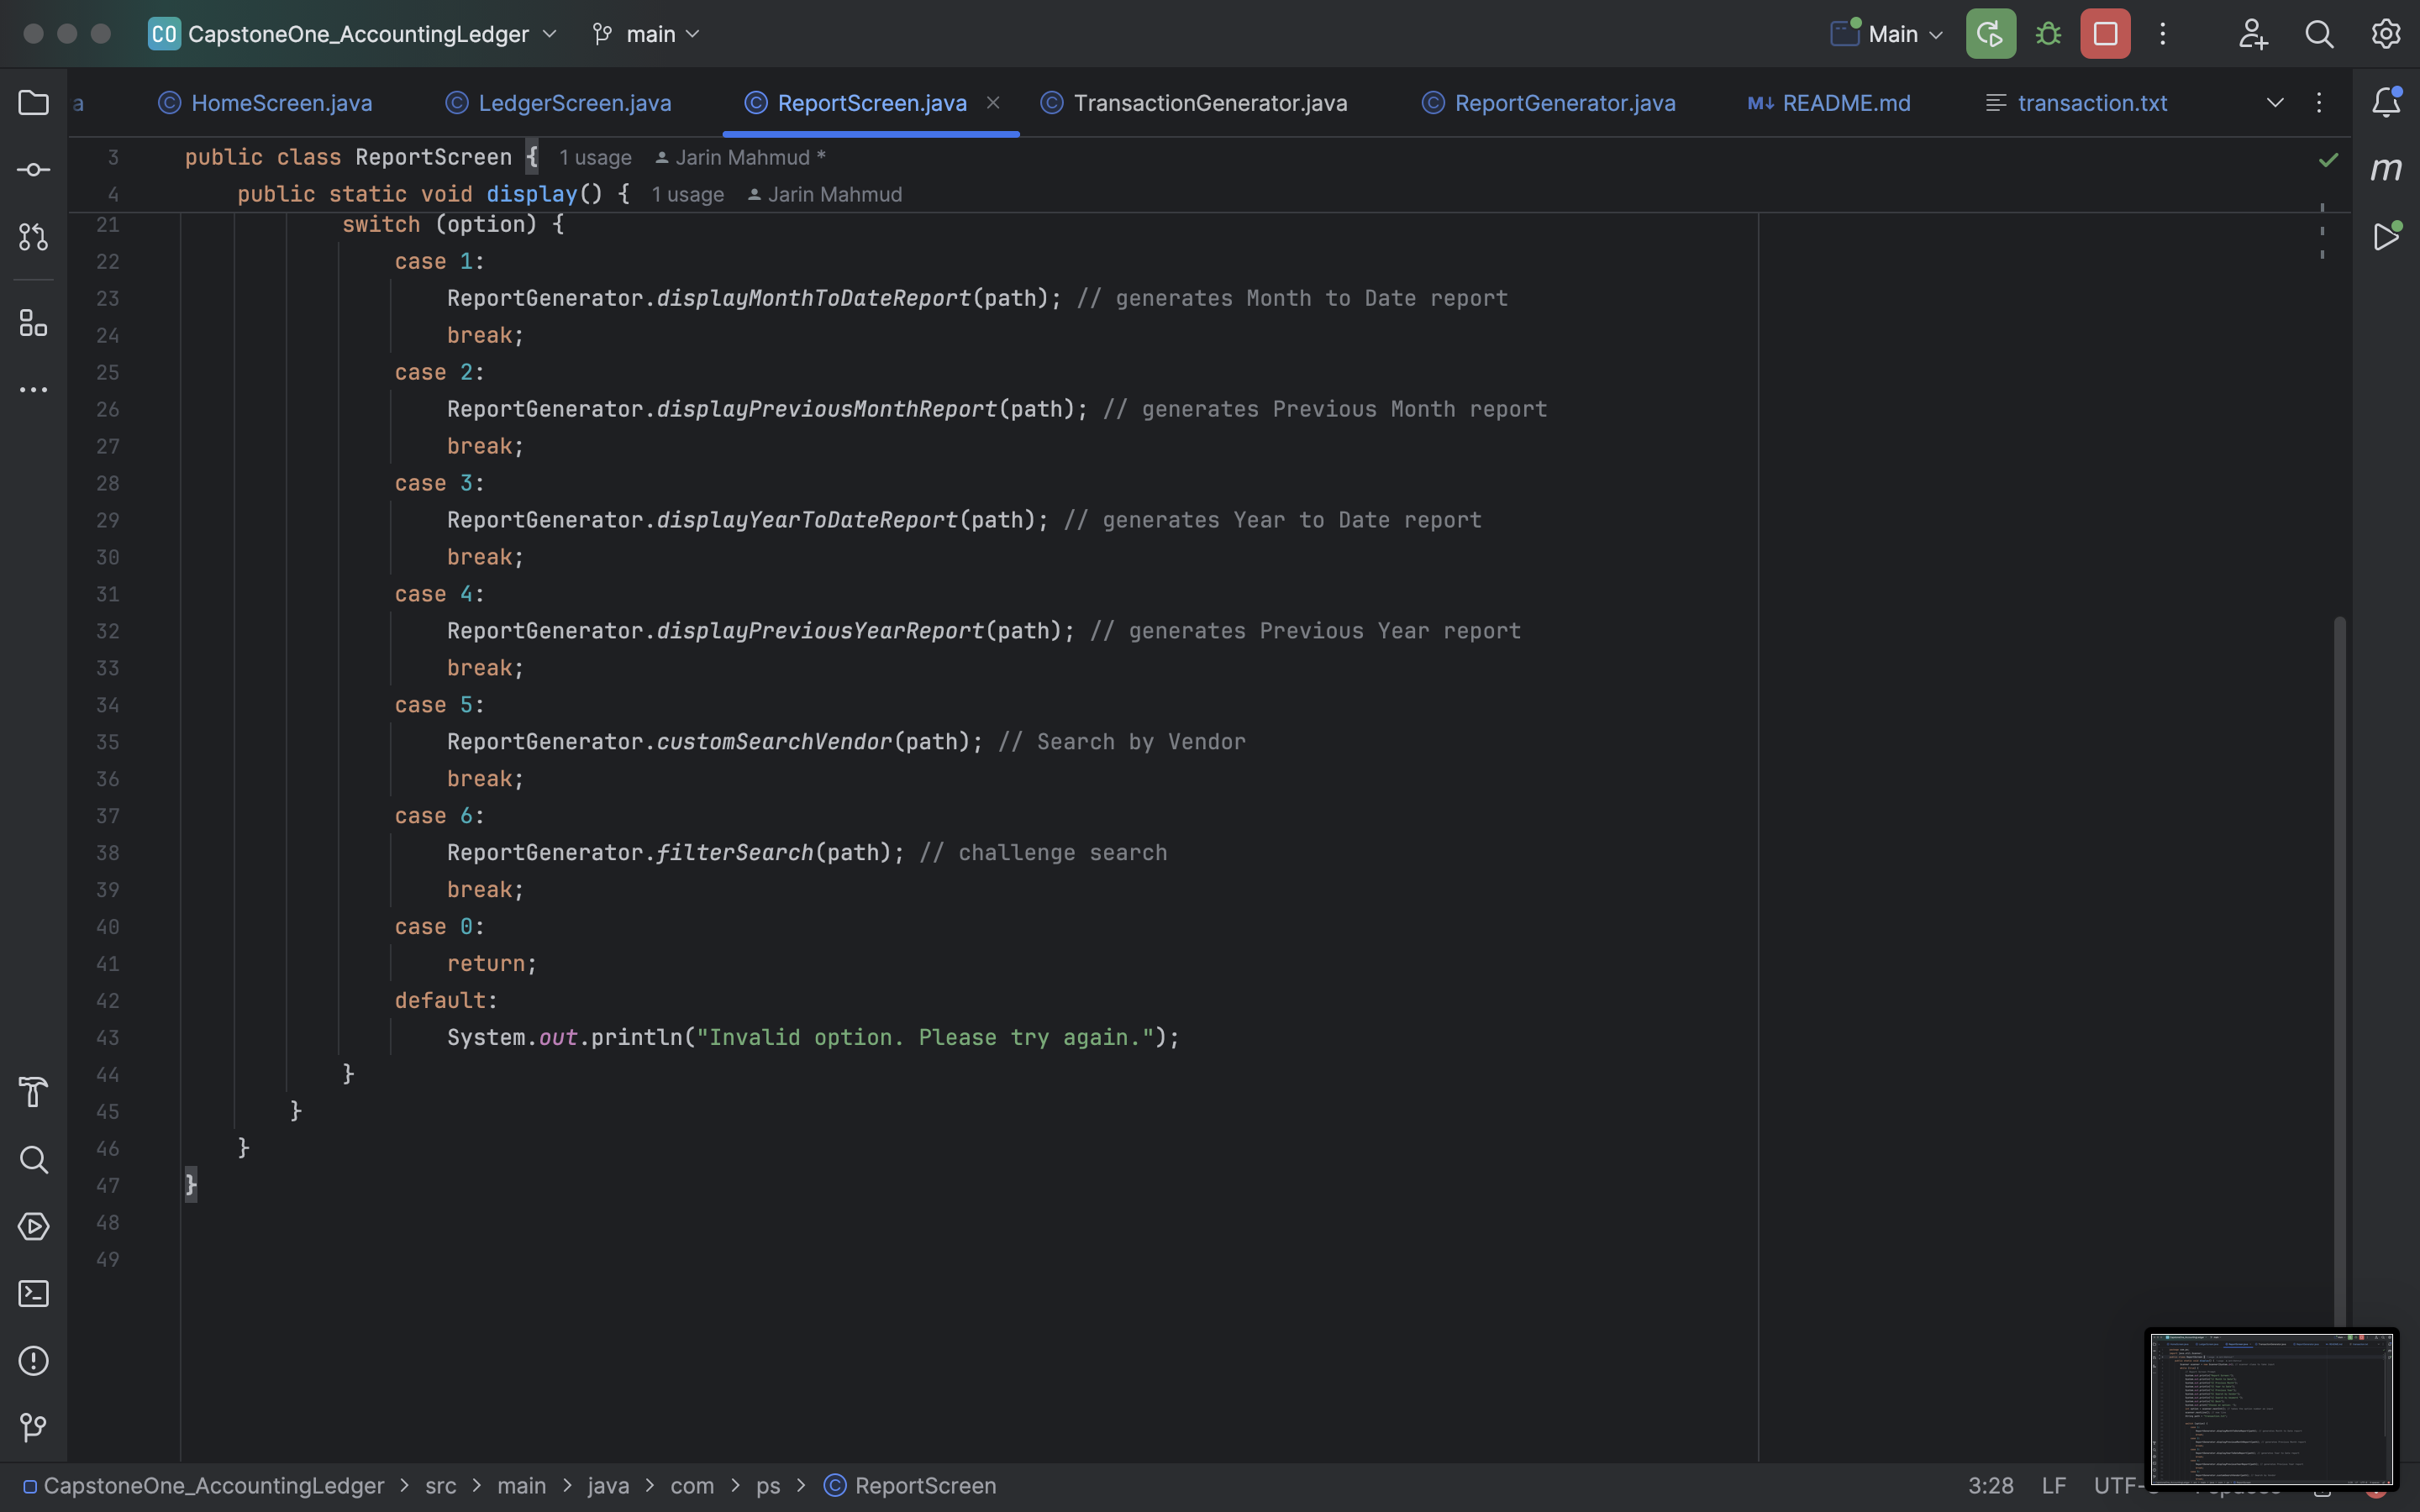 CO CapstoneOne_AccountingLedger main Main
a HomeScreen.java LedgerScreen.java ReportScreen.java TransactionGenerator.java ReportGenerator.java M↓ README.md transaction.txt
3 public class ReportScreen { 1 usage Jarin Mahmud *
4 public static void display() { 1 usage Jarin Mahmud
21 switch (option) {
22 case 1:
23 ReportGenerator.displayMonthToDateReport(path); // generates Month to Date report
24 break;
25 case 2:
26 ReportGenerator.displayPreviousMonthReport(path); // generates Previous Month report
27 break;
28 case 3:
29 ReportGenerator.displayYearToDateReport(path); // generates Year to Date report
30 break;
31 case 4:
32 ReportGenerator.displayPreviousYearReport(path); // generates Previous Year report
33 break;
34 case 5:
35 ReportGenerator.customSearchVendor(path); // Search by Vendor
36 break;
37 case 6:
38 ReportGenerator.filterSearch(path); // challenge search
39 break;
40 case 0:
41 return;
42 default:
43 System.out.println("Invalid option. Please try again.");
44 }
45 }
46 }
47 }
48
49
CapstoneOne_AccountingLedger > src > main > java > com > ps > ReportScreen 3:28 LF